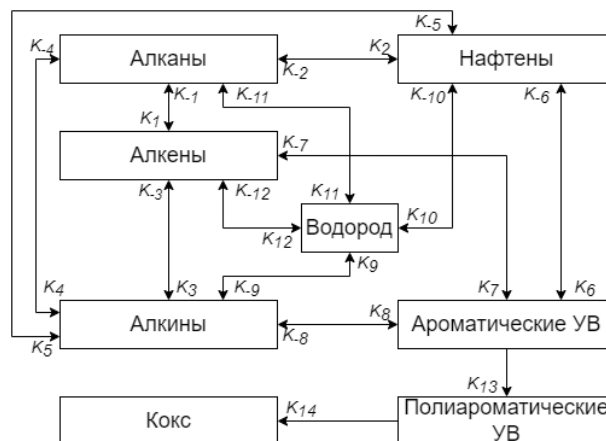 K-5
K-4
Алканы
K2
K-2
Нафтены
K-1
K-11
K-10
K-6
K1
K-7
Алкены
K-3
K-12
K11
Водород
K10
K12
K9
K4
K3
K-9
K7
K6
Алкины
K8
K-8
Ароматические УВ
K5
K13
Кокс
K14
Полиароматические
УВ